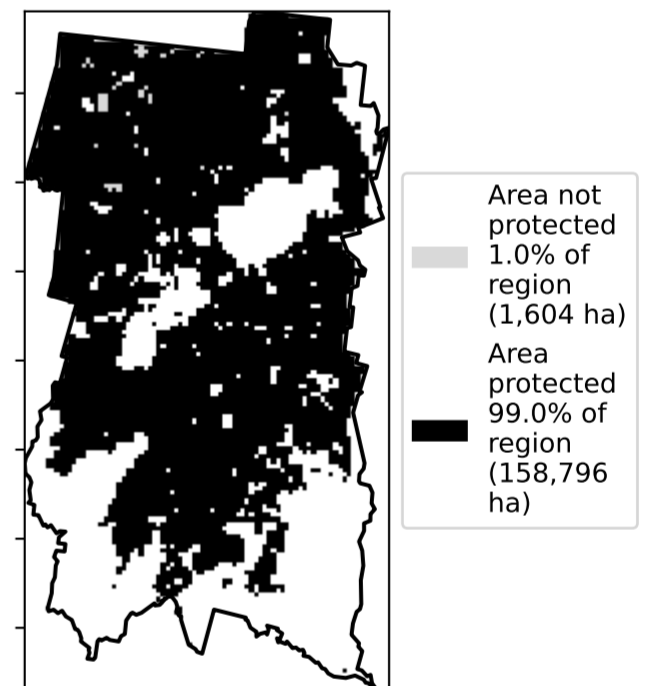 Area not
protected
1.0% of
region
(1,604 ha)
Area
protected
99.0% of
region
(158,796
ha)